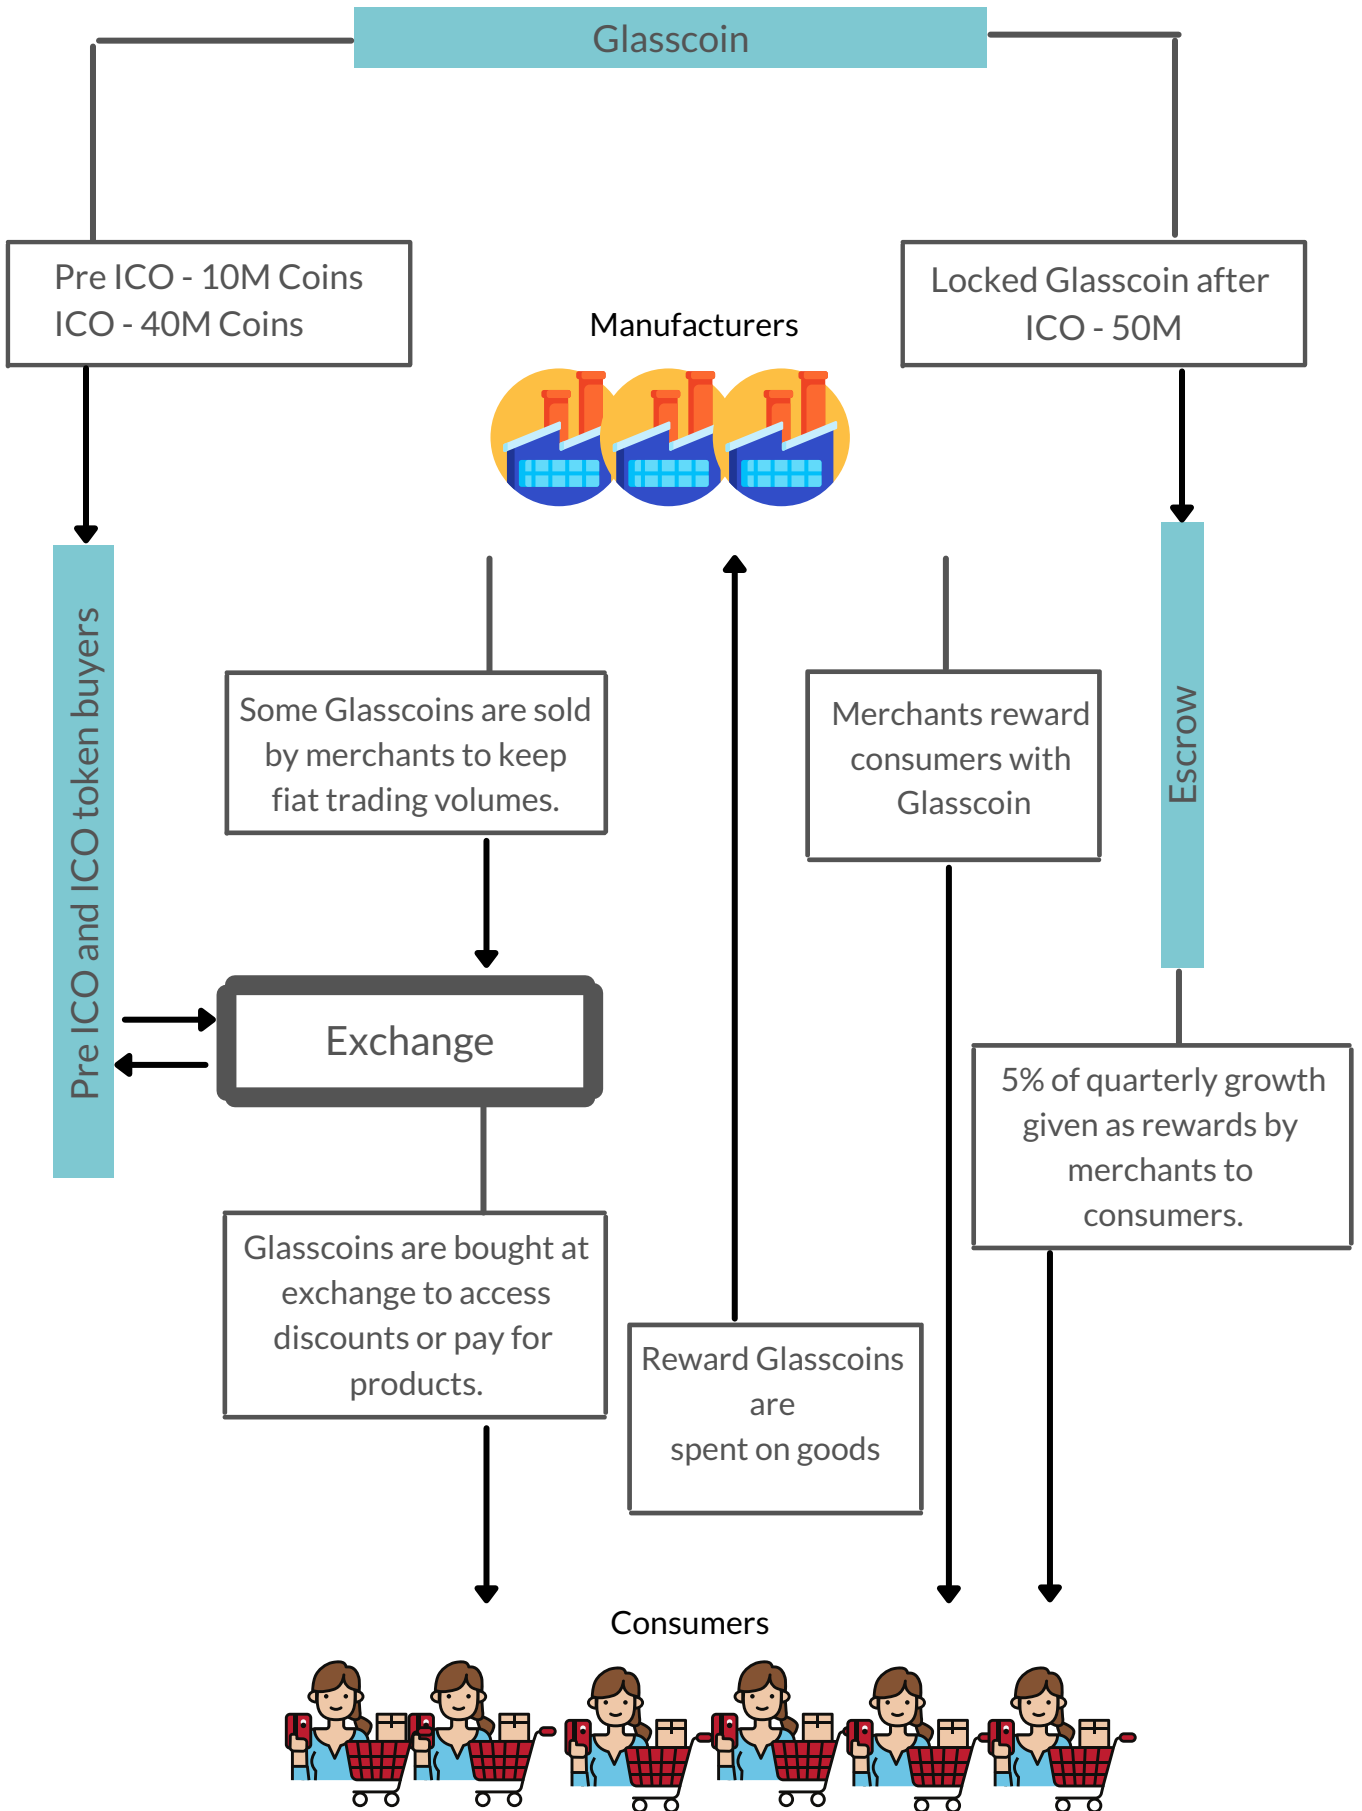 Glasscoin
Pre ICO - 10M Coins
ICO - 40M Coins
Locked Glasscoin after
ICO - 50M
Manufacturers
Pre ICO and ICO token buyers
Some Glasscoins are sold
by merchants to keep
fiat trading volumes.
Merchants reward
consumers with
Glasscoin
Escrow
Exchange
5% of quarterly growth
given as rewards by
merchants to
consumers.
Glasscoins are bought at
exchange to access
discounts or pay for
products.
Reward Glasscoins
are
spent on goods
Consumers